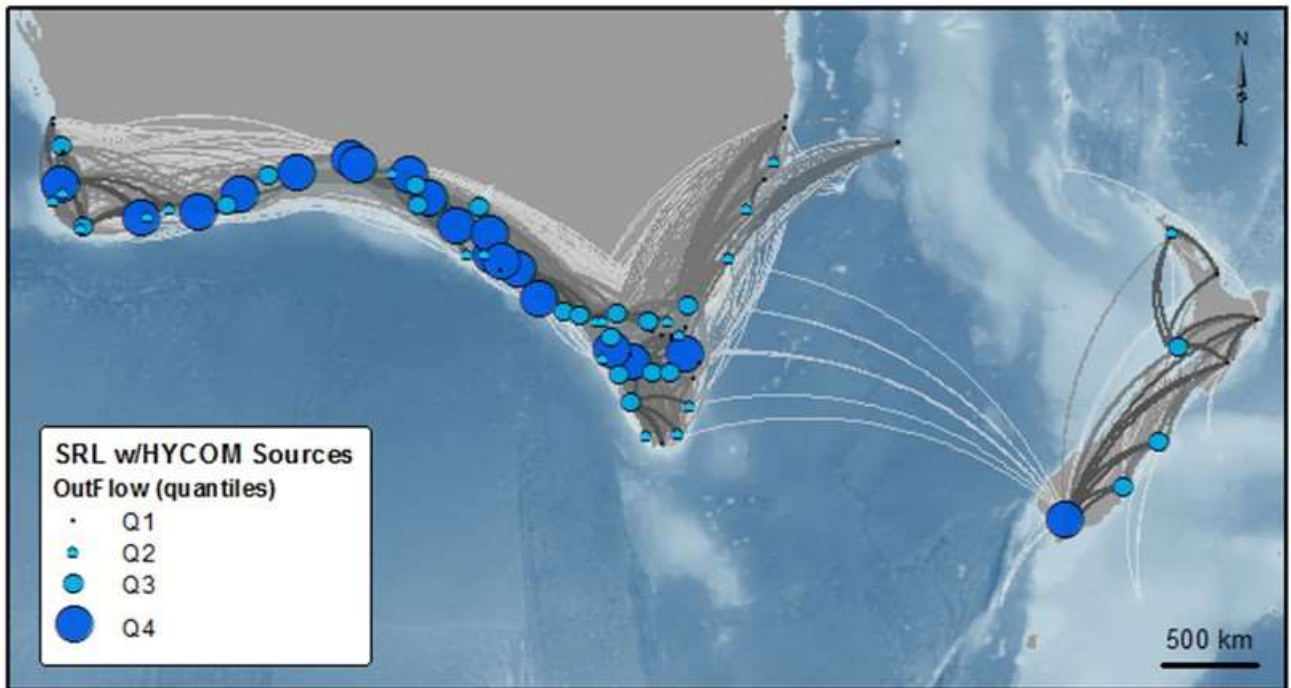 N
SRL w/HYCOM Sources
OutFlow (quantiles)
Q1
Q2
Q3
Q4
500 km